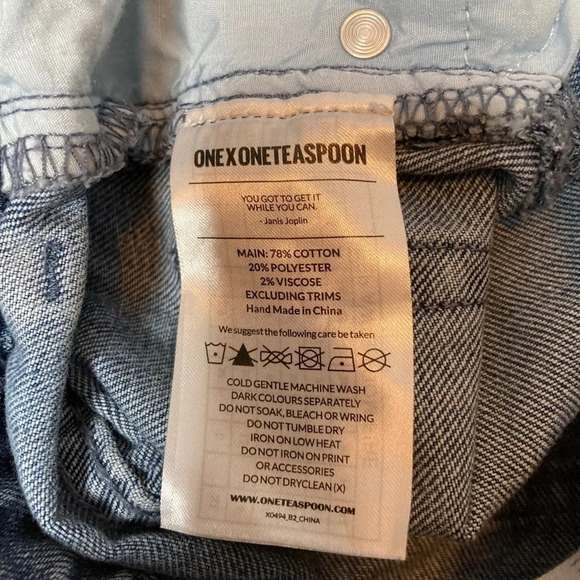 ONEXONETEASPOON
YOU GOT TO GET IT
WHILE YOU CAN.
- Janis Joplin
MAIN: 78% COTTON
20% POLYESTER
2% VISCOSE
EXCLUDING TRIMS
Hand Made in China
We suggest the following care be taken
COLD GENTLE MACHINE WASH
DARK COLOURS SEPARATELY
DO NOT SOAK, BLEACH OR WRING
DO NOT TUMBLE DRY
IRON ON LOW HEAT
DO NOT IRON ON PRINT
OR ACCESSORIES
DO NOT DRYCLEAN (X)
WWW.ONETEASPOON.COM
X0494_B2_CHINA